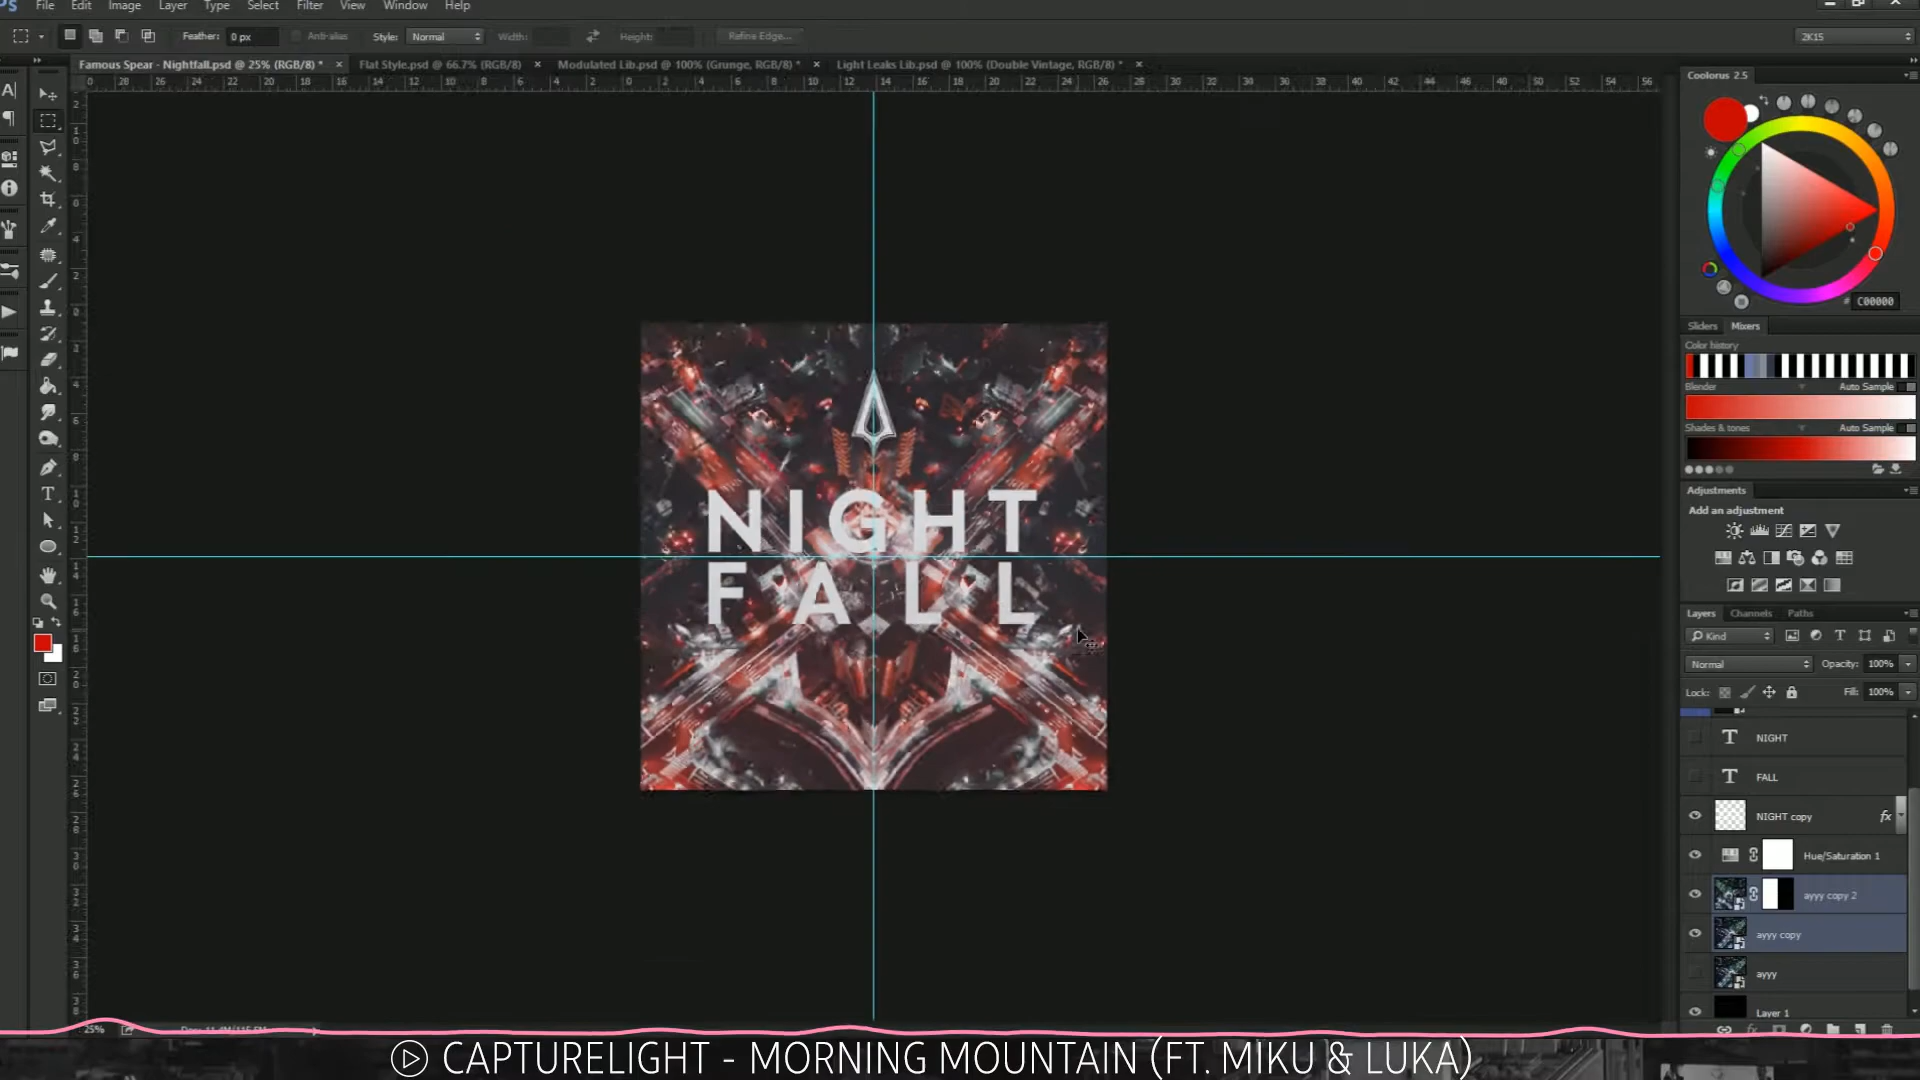 File Edit Image Layer Type Select Filter View Window Help
Feather: 0 px Anti-alias Style: Normal Width: Height: Refine Edge... 2K15
Famous Spear - Nightfall.psd @ 25% (RGB/8) * × Flat Style.psd @ 66.7% (RGB/8) × Modulated Lib.psd @ 100% (Grunge, RGB/8) * × Light Leaks Lib.psd @ 100% (Double Vintage, RGB/8) * ×
Coolorus 2.5
# C00000
Sliders Mixers
Color history
Blender Auto Sample
Shades & tones Auto Sample
Adjustments
Add an adjustment
Layers Channels Paths
Kind
Normal Opacity: 100%
Lock: Fill: 100%
NIGHT
FALL
NIGHT copy fx
Hue/Saturation 1
ayyy copy 2
ayyy copy
ayyy
Layer 1
NIGHT
FALL
25%
CAPTURELIGHT - MORNING MOUNTAIN (FT. MIKU & LUKA)